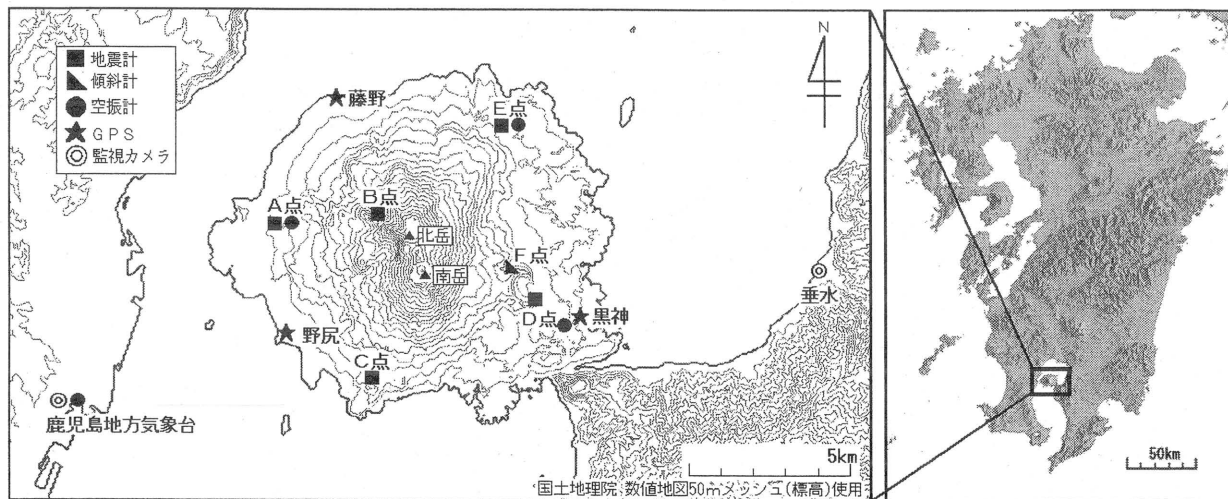 地震計
傾斜計
空振計
GPS
監視カメラ
N
藤野
E点
A点
B点
北岳
南岳
F点
D点
黒神
垂水
野尻
C点
鹿児島地方気象台
5km
国土地理院 数値地図50mメッシュ(標高)使用
50km